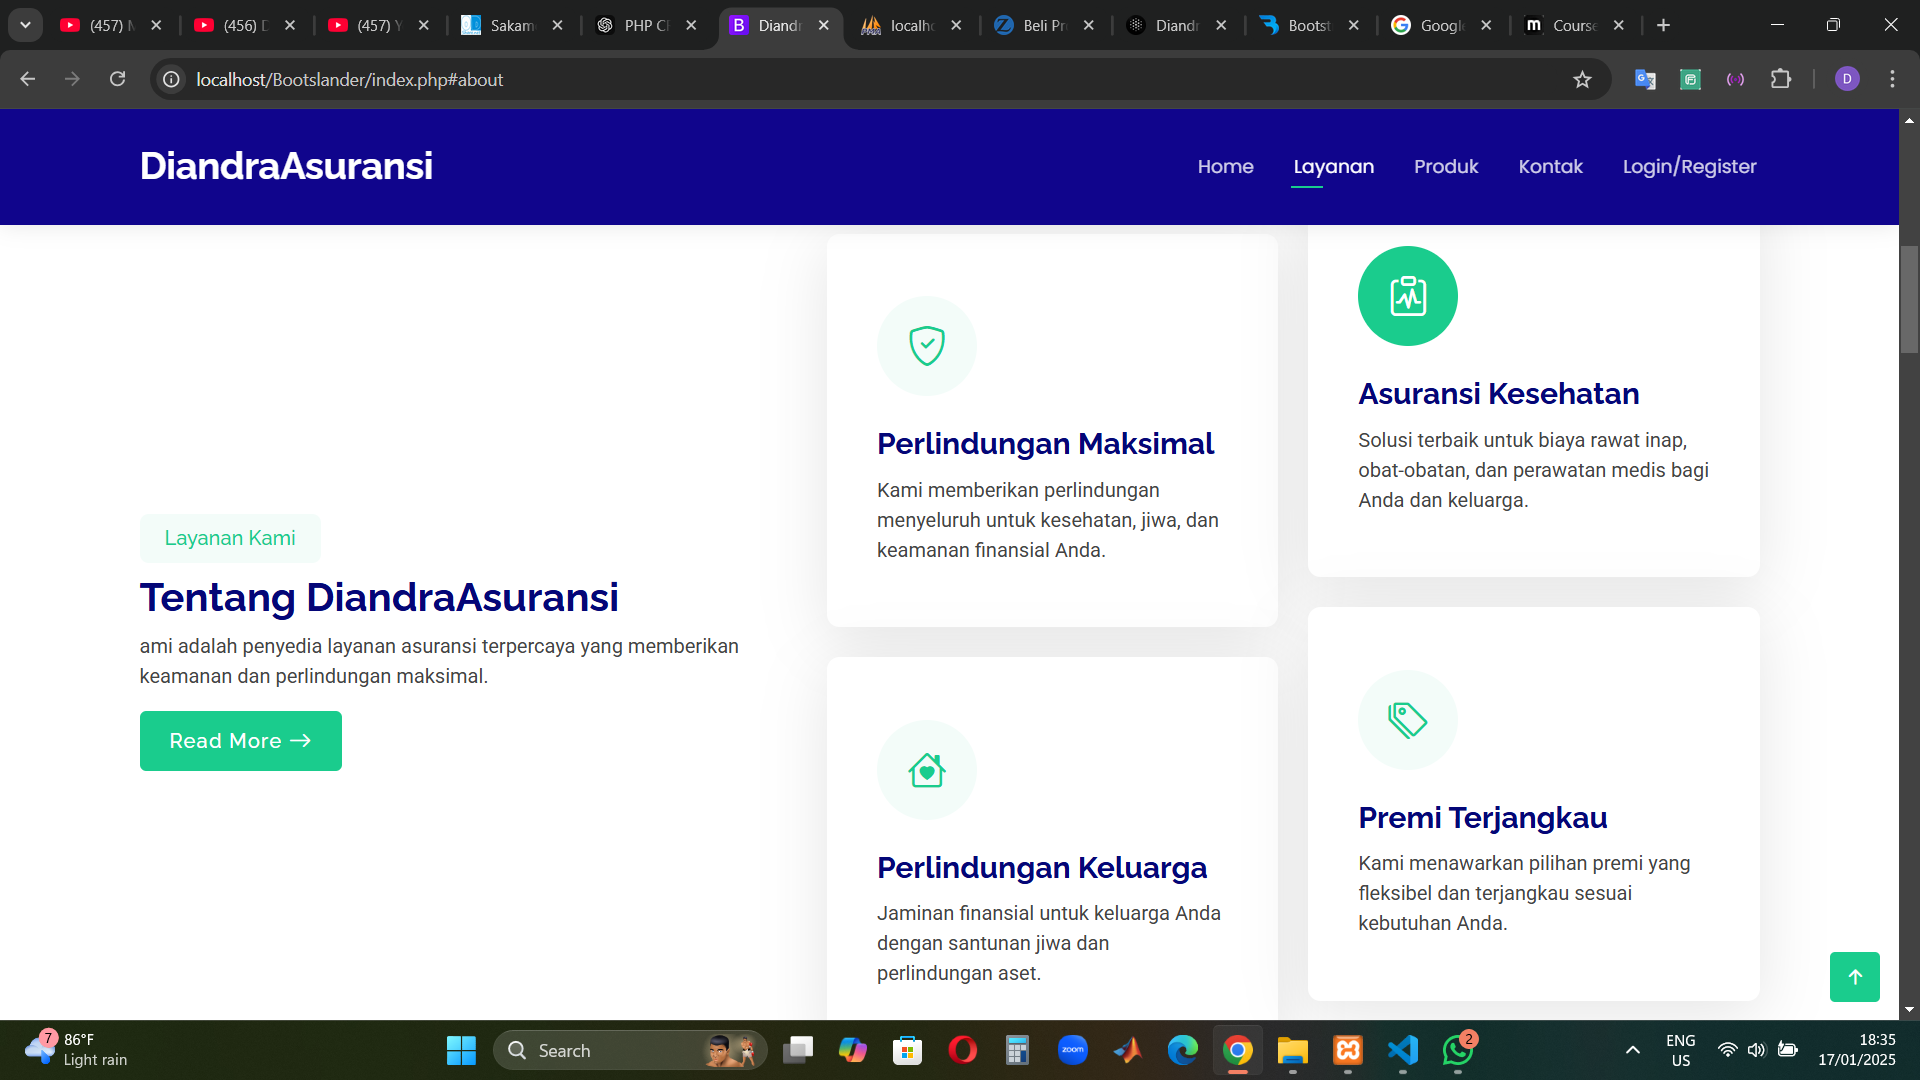 (457) M
(456) D
(457) Y
Sakam
PHP C
Diandr
localho
Beli Pr
Diandr
Bootst
Google
Course
localhost/Bootslander/index.php#about
D
DiandraAsuransi
Home
Layanan
Produk
Kontak
Login/Register
Layanan Kami
Tentang DiandraAsuransi
ami adalah penyedia layanan asuransi terpercaya yang memberikan
keamanan dan perlindungan maksimal.
Read More
Perlindungan Maksimal
Kami memberikan perlindungan
menyeluruh untuk kesehatan, jiwa, dan
keamanan finansial Anda.
Asuransi Kesehatan
Solusi terbaik untuk biaya rawat inap,
obat-obatan, dan perawatan medis bagi
Anda dan keluarga.
Perlindungan Keluarga
Jaminan finansial untuk keluarga Anda
dengan santunan jiwa dan
perlindungan aset.
Premi Terjangkau
Kami menawarkan pilihan premi yang
fleksibel dan terjangkau sesuai
kebutuhan Anda.
7
86°F
Light rain
Search
zoom
2
ENG
US
18:35
17/01/2025